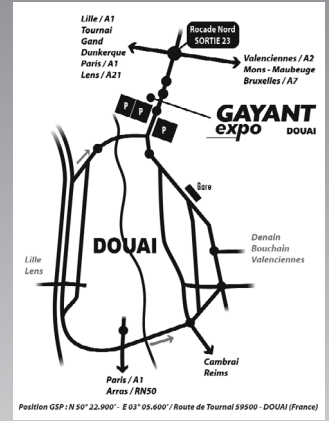 Lille / A1
Tournai
Gand
Dunkerque
Paris / A1
Lens / A21
Rocade Nord
SORTIE 23
Valenciennes / A2
Mons - Maubeuge
Bruxelles / A7
P
P
P
GAYANT
expo DOUAI
Gare
DOUAI
Lille
Lens
Denain
Bouchain
Valenciennes
Cambrai
Reims
Paris / A1
Arras / RN50
Position GSP : N 50° 22.900' - E 03° 05.600' / Route de Tournai 59500 - DOUAI (France)